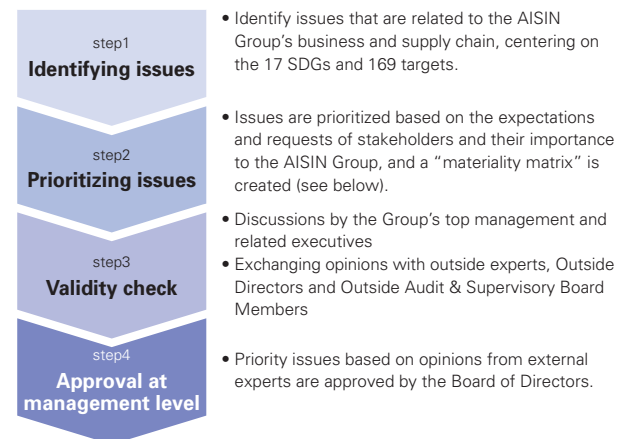 step1
Identifying issues
• Identify issues that are related to the AISIN
Group’s business and supply chain, centering on
the 17 SDGs and 169 targets.
step2
Prioritizing issues
• Issues are prioritized based on the expectations
and requests of stakeholders and their importance
to the AISIN Group, and a “materiality matrix” is
created (see below).
step3
Validity check
• Discussions by the Group’s top management and
related executives
• Exchanging opinions with outside experts, Outside
Directors and Outside Audit & Supervisory Board
Members
step4
Approval at
management level
• Priority issues based on opinions from external
experts are approved by the Board of Directors.